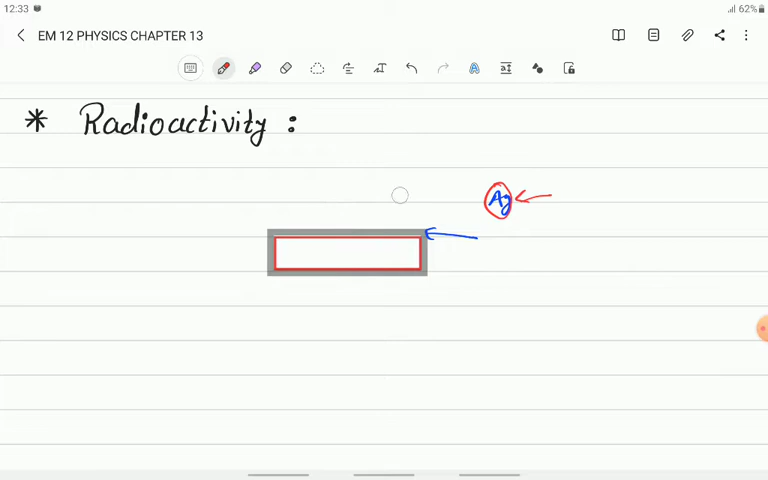 12:33 62%
EM 12 PHYSICS CHAPTER 13
* Radioactivity :
Ag